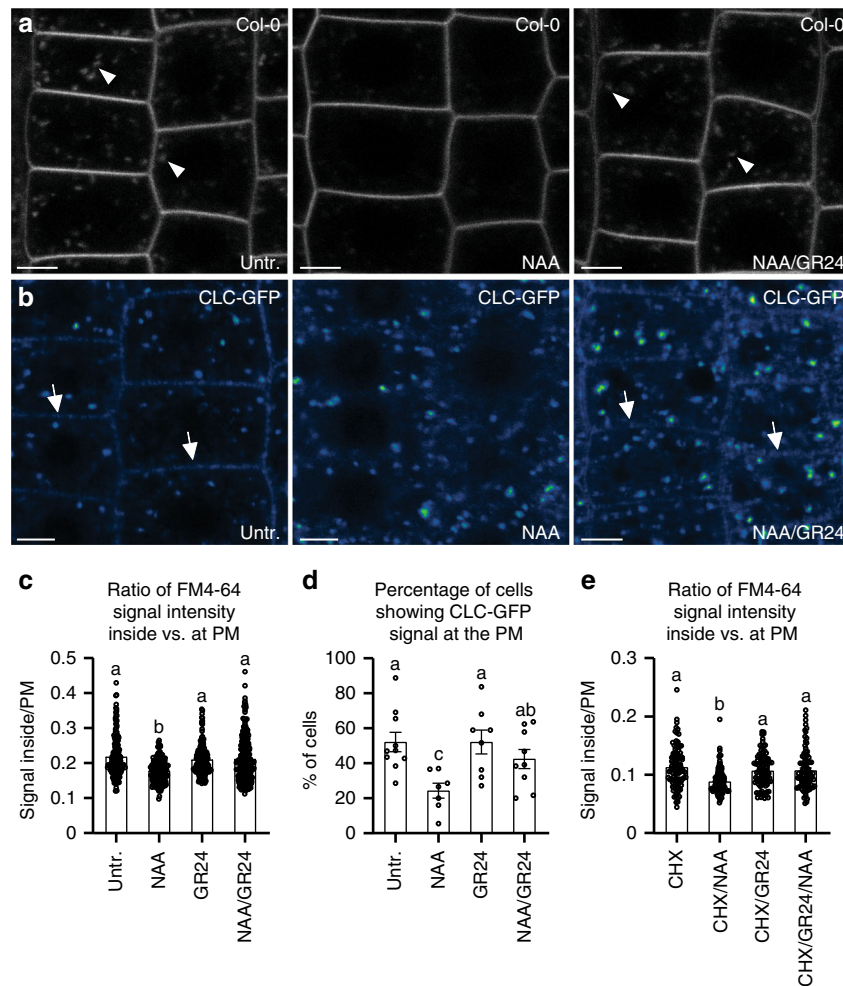 a
Col-0
Col-0
Col-0
Untr.
NAA
NAA/GR24
b
CLC-GFP
CLC-GFP
CLC-GFP
Untr.
NAA
NAA/GR24
c
Ratio of FM4-64
signal intensity
inside vs. at PM
Signal inside/PM
0.5
0.4
0.3
0.2
0.1
0
a
b
a
a
Untr.
NAA
GR24
NAA/GR24
d
Percentage of cells
showing CLC-GFP
signal at the PM
% of cells
100
80
60
40
20
0
a
c
a
ab
Untr.
NAA
GR24
NAA/GR24
e
Ratio of FM4-64
signal intensity
inside vs. at PM
Signal inside/PM
0.3
0.2
0.1
0
a
b
a
a
CHX
CHX/NAA
CHX/GR24
CHX/GR24/NAA